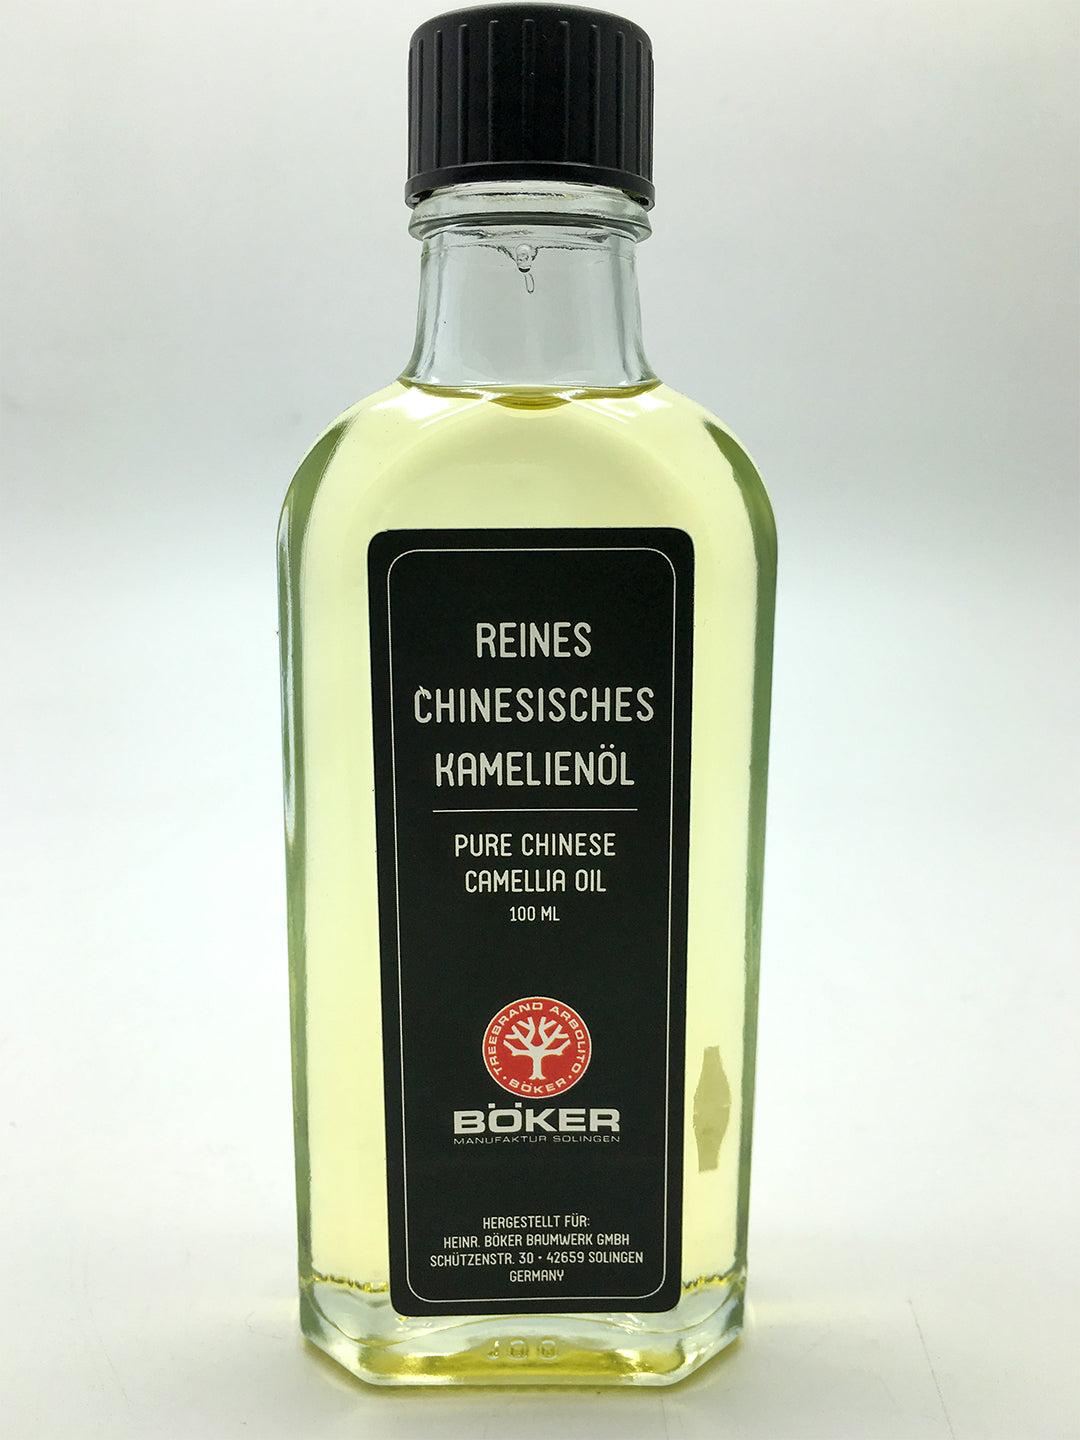 REINES
CHINESISCHES
KAMELIENÖL
PURE CHINESE
CAMELLIA OIL
100 ML
TREEBRAND ARBOLITO
• BÖKER •
BÖKER
MANUFAKTUR SOLINGEN
HERGESTELLT FÜR:
HEINR. BÖKER BAUMWERK GMBH
SCHÜTZENSTR. 30 • 42659 SOLINGEN
GERMANY
100